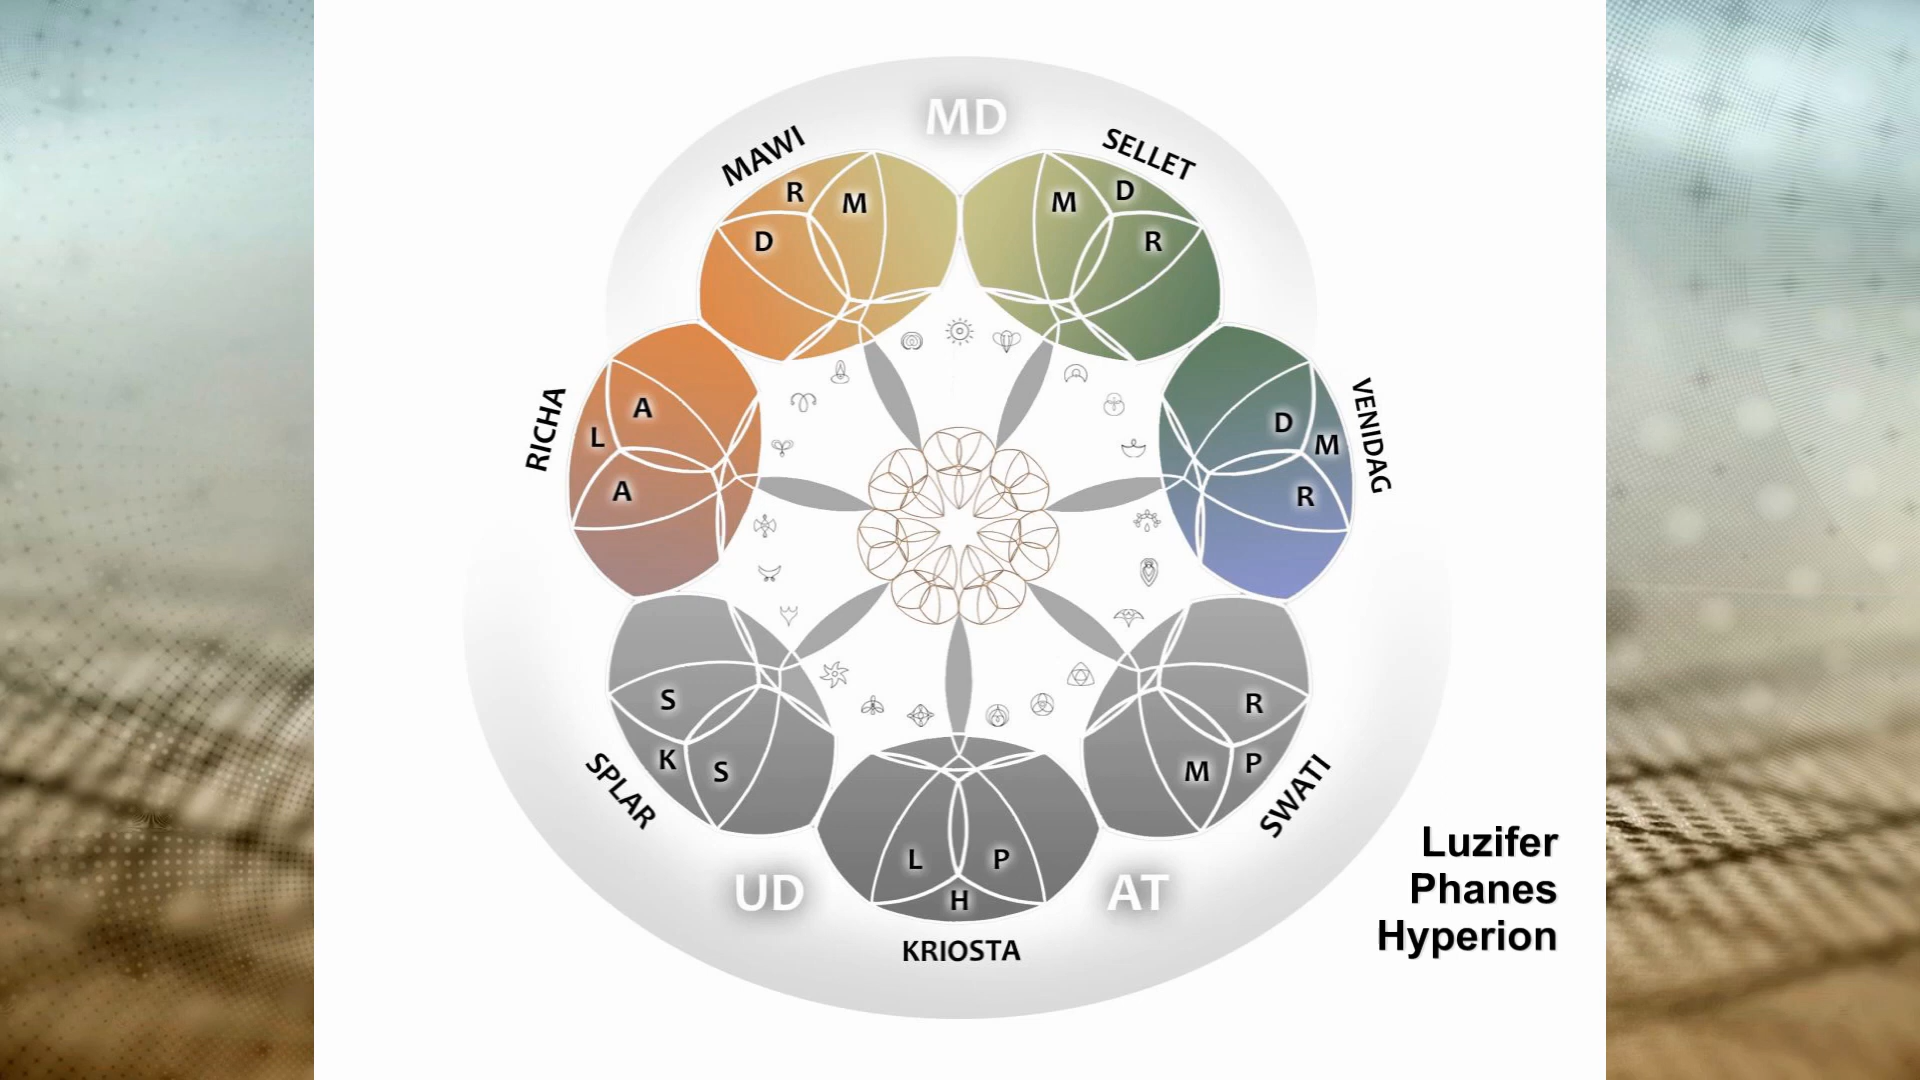 MD
MAWI
SELLET
R
M
M
D
D
R
RICHA
VENIDAG
A
L
A
D
M
R
S
K
S
R
M
P
SPLAR
SWATI
L
P
H
UD
AT
KRIOSTA
Luzifer
Phanes
Hyperion